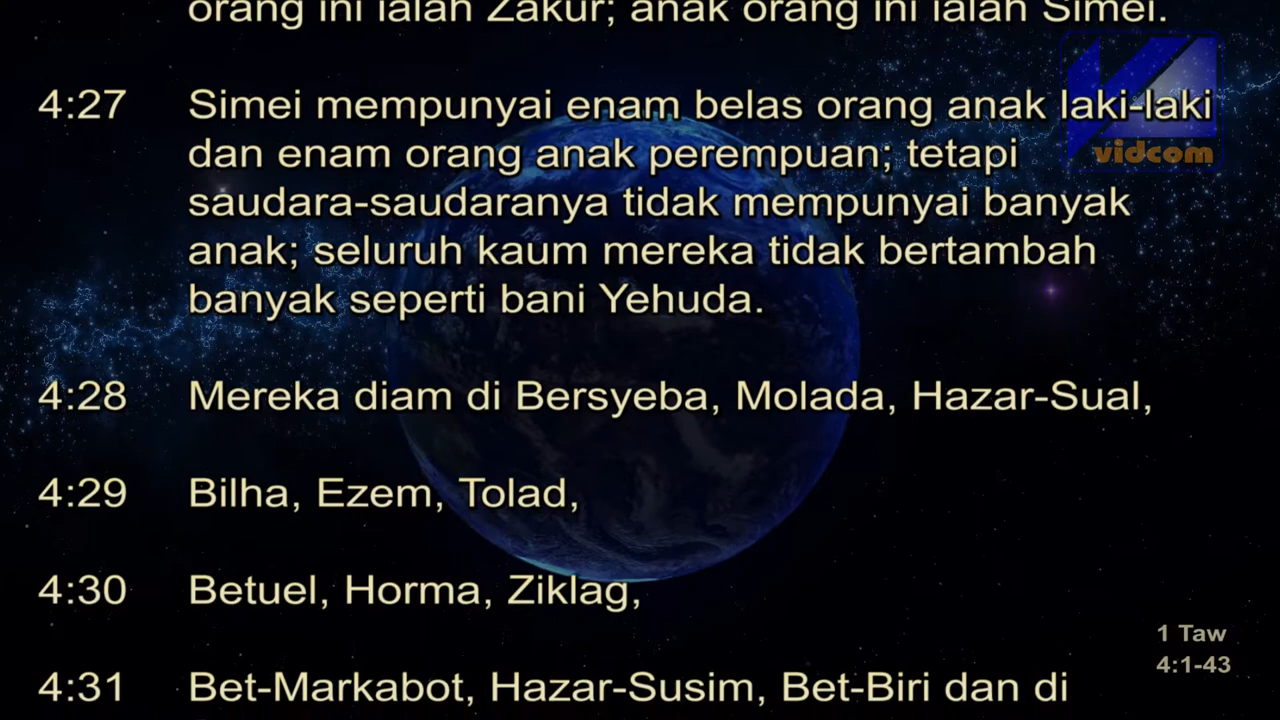 orang ini ialah Zakur; anak orang ini ialah Simei.
4:27 Simei mempunyai enam belas orang anak laki-laki
dan enam orang anak perempuan; tetapi
saudara-saudaranya tidak mempunyai banyak
anak; seluruh kaum mereka tidak bertambah
banyak seperti bani Yehuda.
4:28 Mereka diam di Bersyeba, Molada, Hazar-Sual,
4:29 Bilha, Ezem, Tolad,
4:30 Betuel, Horma, Ziklag,
4:31 Bet-Markabot, Hazar-Susim, Bet-Biri dan di
vidcom
1 Taw
4:1-43